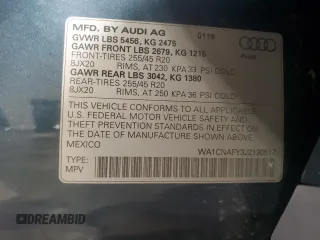 MFD. BY AUDI AG 0118
GVWR LBS 5456, KG 2475
GAWR FRONT LBS 2679, KG 1215
FRONT-TIRES 255/45 R20
8JX20 RIMS, AT 230 KPA 33 PSI COLD
GAWR REAR LBS 3042, KG 1380
REAR-TIRES 255/45 R20
8JX20 RIMS, AT 250 KPA 36 PSI COLD
THIS VEHICLE CONFORMS TO ALL APPLICABLE
U.S. FEDERAL MOTOR VEHICLE SAFETY, BUMPER,
AND THEFT PREVENTION STANDARDS IN EFFECT
ON THE DATE OF MANUFACTURE SHOWN ABOVE.
MEXICO
TYPE: MPV
DREAMBID